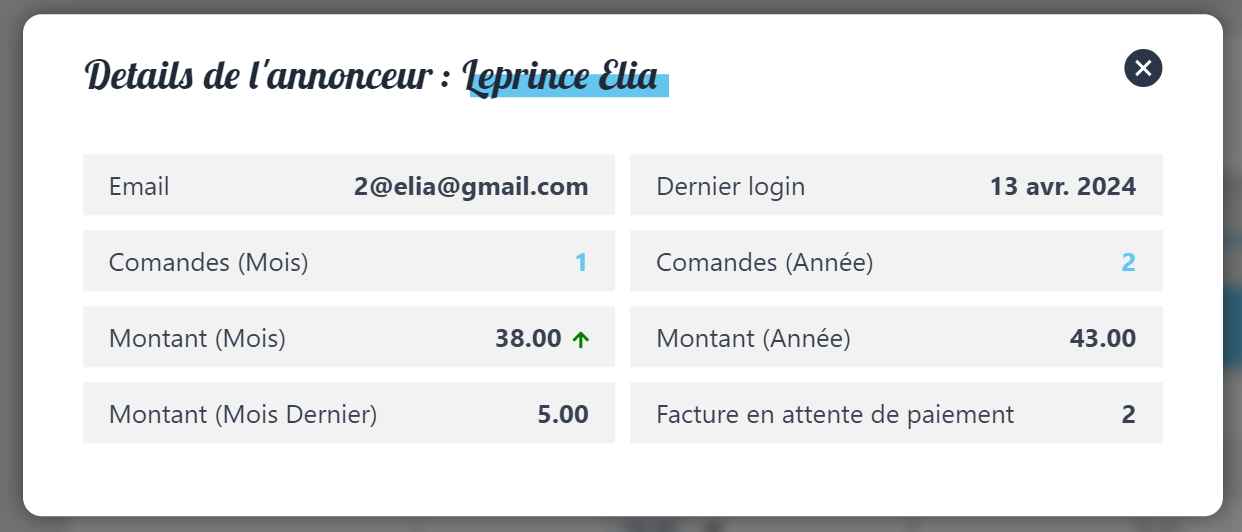 Details de l'annonceur : Leprince Elia
Email 2@elia@gmail.com
Dernier login 13 avr. 2024
Comandes (Mois) 1
Comandes (Année) 2
Montant (Mois) 38.00 ↑
Montant (Année) 43.00
Montant (Mois Dernier) 5.00
Facture en attente de paiement 2